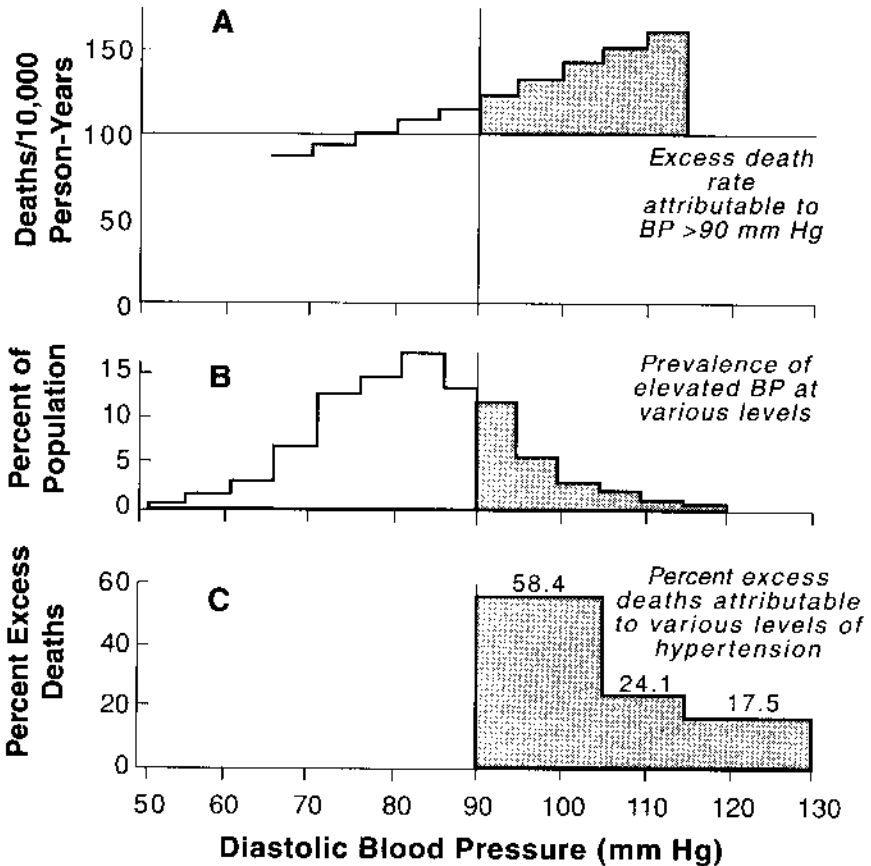 A
Deaths/10,000
Person-Years
150
100
50
0
Excess death
rate
attributable to
BP >90 mm Hg
B
Percent of
Population
15
10
5
0
Prevalence of
elevated BP at
various levels
C
Percent Excess
Deaths
60
40
20
0
58.4
24.1
17.5
Percent excess
deaths attributable
to various levels of
hypertension
50 60 70 80 90 100 110 120 130
Diastolic Blood Pressure (mm Hg)